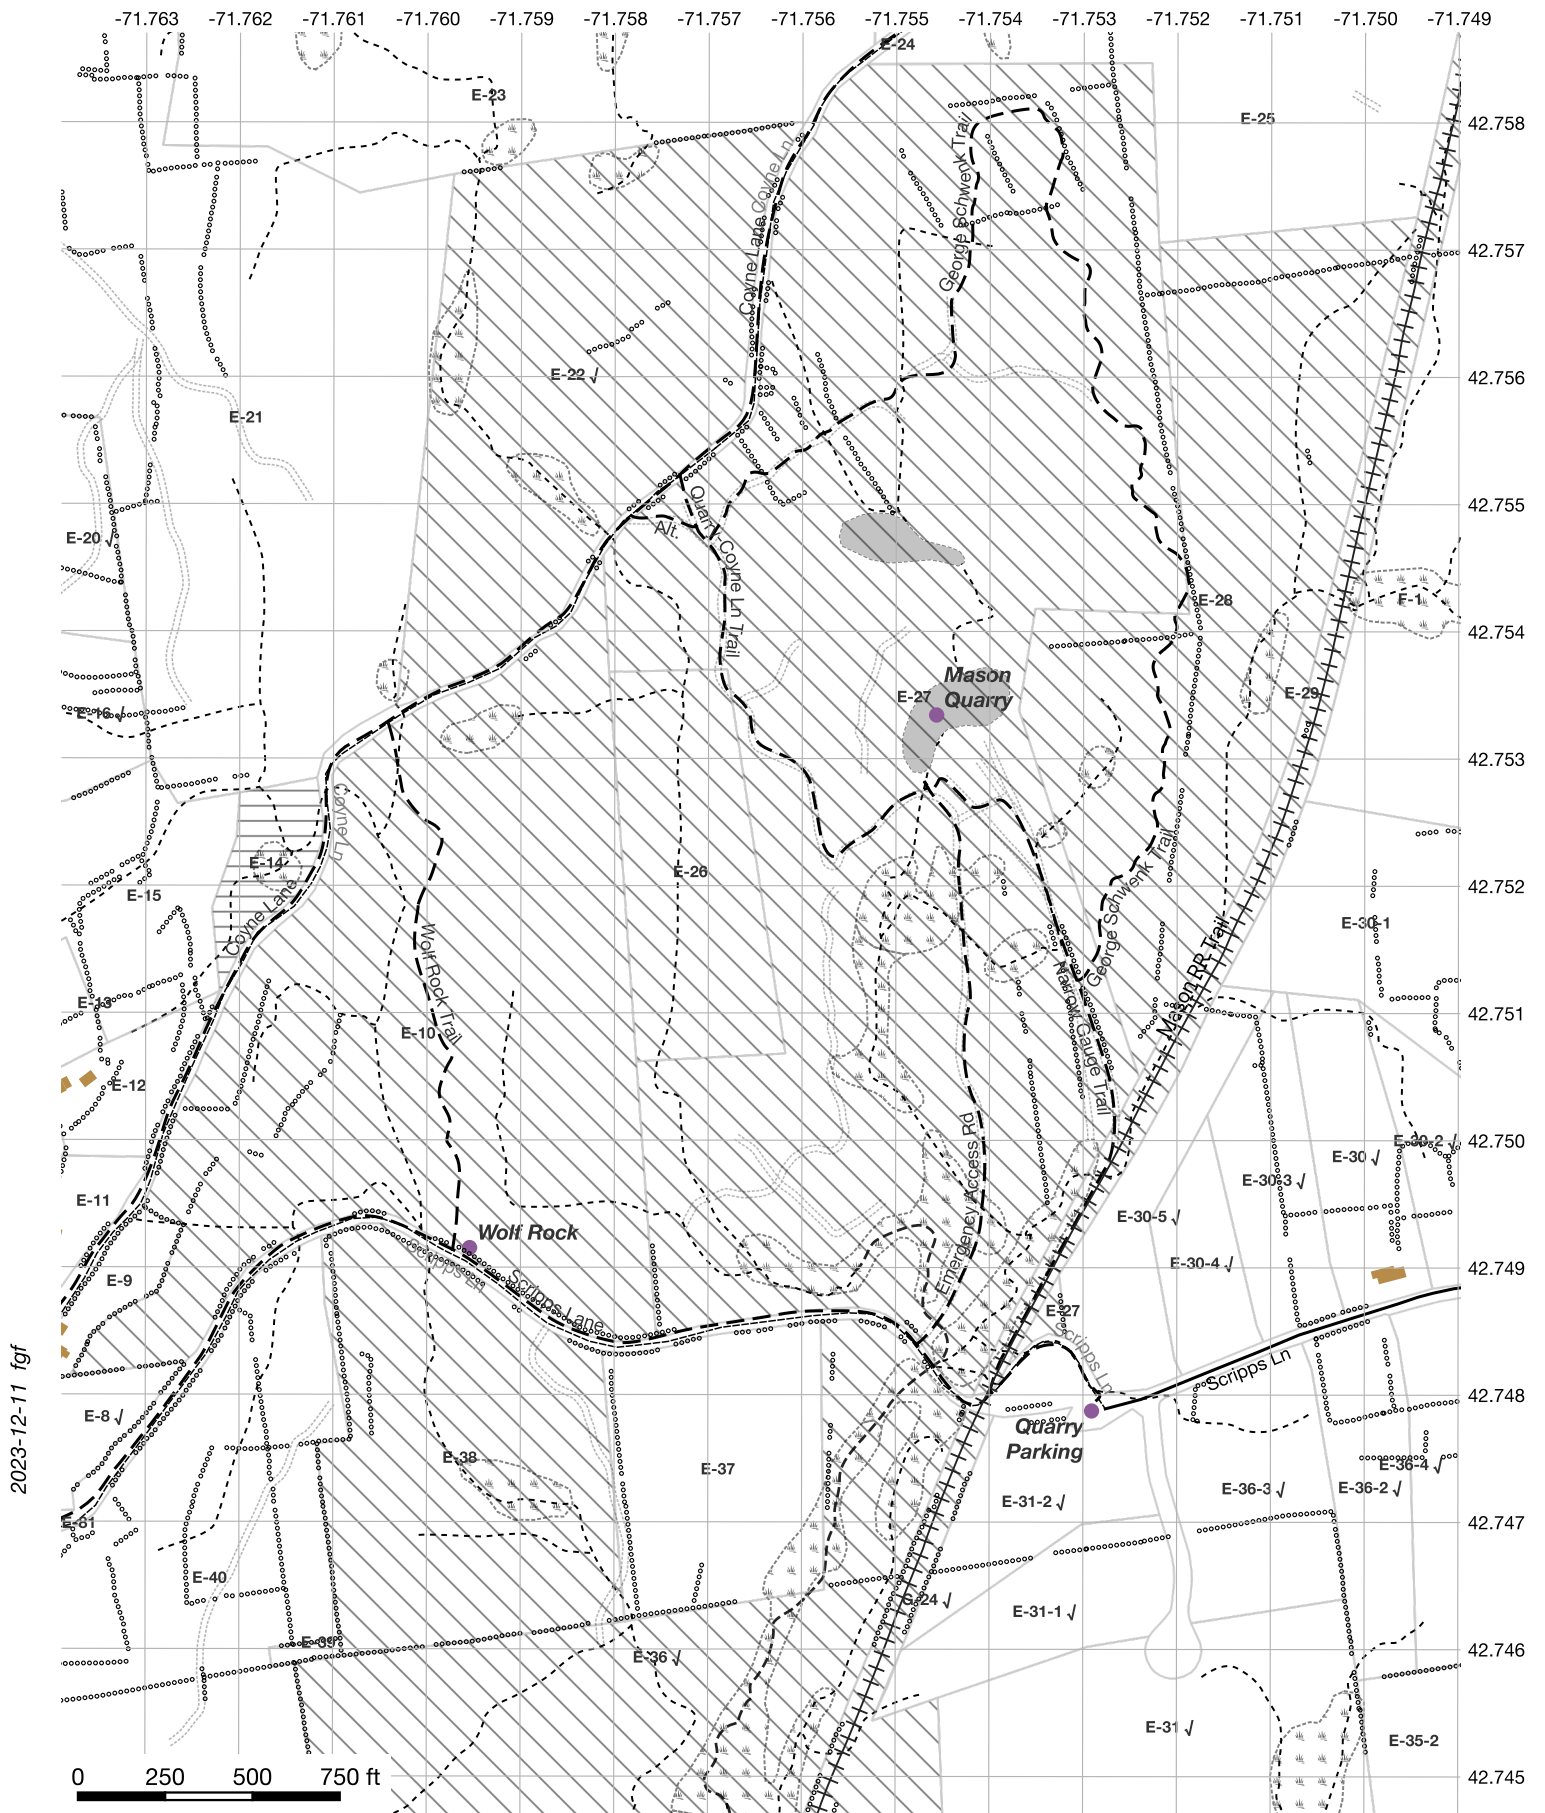 -71.763 -71.762 -71.761 -71.760 -71.759 -71.758 -71.757 -71.756 -71.755 -71.754 -71.753 -71.752 -71.751 -71.750 -71.749
E-24
E-23
E-25
42.758
Coyne Ln
George Schwenk Trail
Coyne Lane
42.757
E-22 √
42.756
E-21
Quarry-Coyne Ln Trail
42.755
Alt.
E-20 √
E-28
F-1
42.754
Mason
Quarry
E-27
E-29
E-16 √
42.753
Coyne Ln
E-14
E-26
George Schwenk Trail
42.752
E-15
Coyne Lane
E-30-1
Wolf Rock Trail
Mason RR Trail
Narrow Gauge Trail
E-13
E-10
42.751
E-12
E-30-2 √
42.750
E-30 √
Emergency Access Rd
E-11
E-30-3 √
E-30-5 √
Wolf Rock
Scripps Ln
Scripps Lane
E-30-4 √
42.749
E-9
E-27
Scripps Ln
Scripps Ln
42.748
E-8 √
Quarry
Parking
2023-12-11 fgf
E-38
E-37
E-36-4 √
E-31-2 √
E-36-3 √
E-36-2 √
E-81
42.747
E-40
G-24 √
E-31-1 √
E-39
E-36 √
42.746
E-31 √
E-35-2
0 250 500 750 ft
42.745